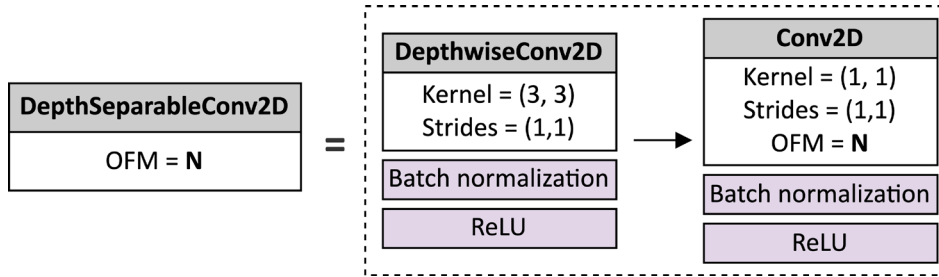 DepthSeparableConv2D
OFM = N
=
DepthwiseConv2D
Kernel = (3, 3)
Strides = (1,1)
Batch normalization
ReLU
Conv2D
Kernel = (1, 1)
Strides = (1,1)
OFM = N
Batch normalization
ReLU